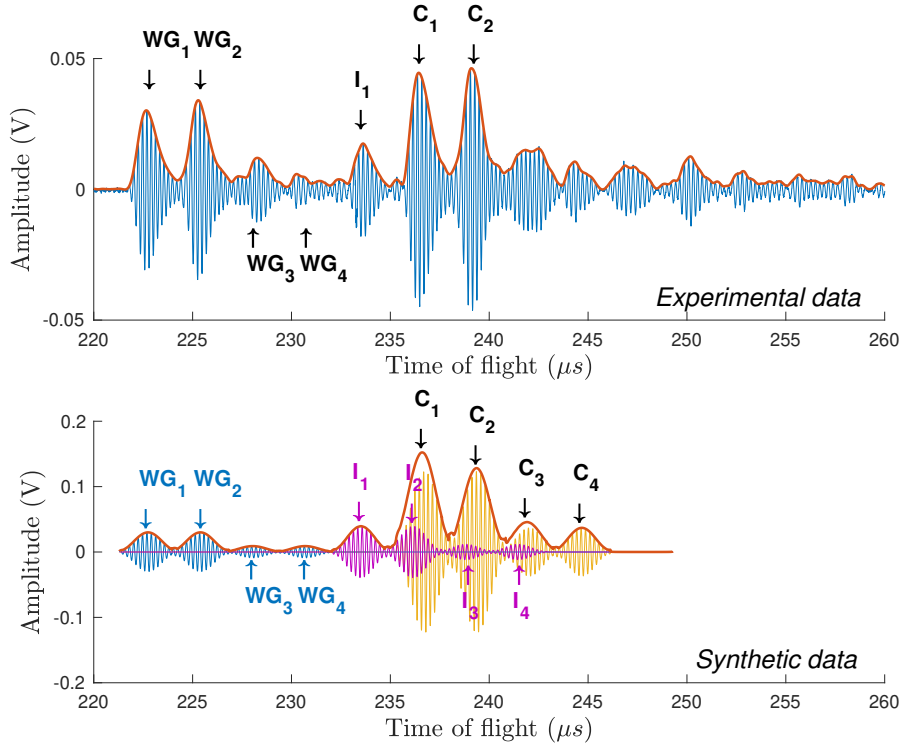 C₁ C₂
WG₁ WG₂
I₁
0.05
0
-0.05
Amplitude (V)
WG₃ WG₄
Experimental data
220 225 230 235 240 245 250 255 260
Time of flight (μs)
C₁
C₂
0.2
0.1
0
-0.1
-0.2
Amplitude (V)
WG₁ WG₂
I₁
I₂
C₃
C₄
WG₃ WG₄
I₃
I₄
Synthetic data
220 225 230 235 240 245 250 255 260
Time of flight (μs)